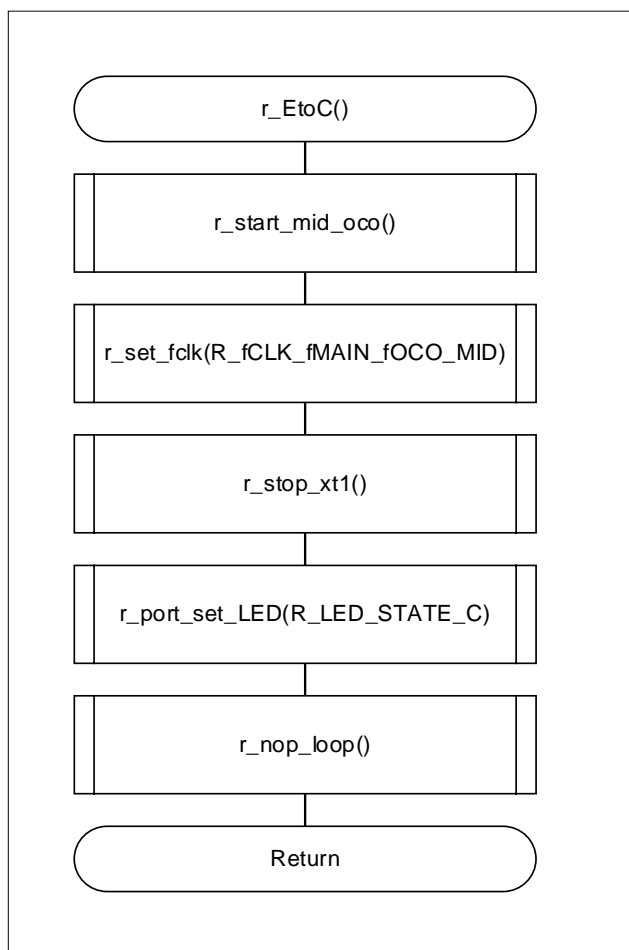 r_EtoC()
r_start_mid_oco()
r_set_fclk(R_fCLK_fMAIN_fOCO_MID)
r_stop_xt1()
r_port_set_LED(R_LED_STATE_C)
r_nop_loop()
Return